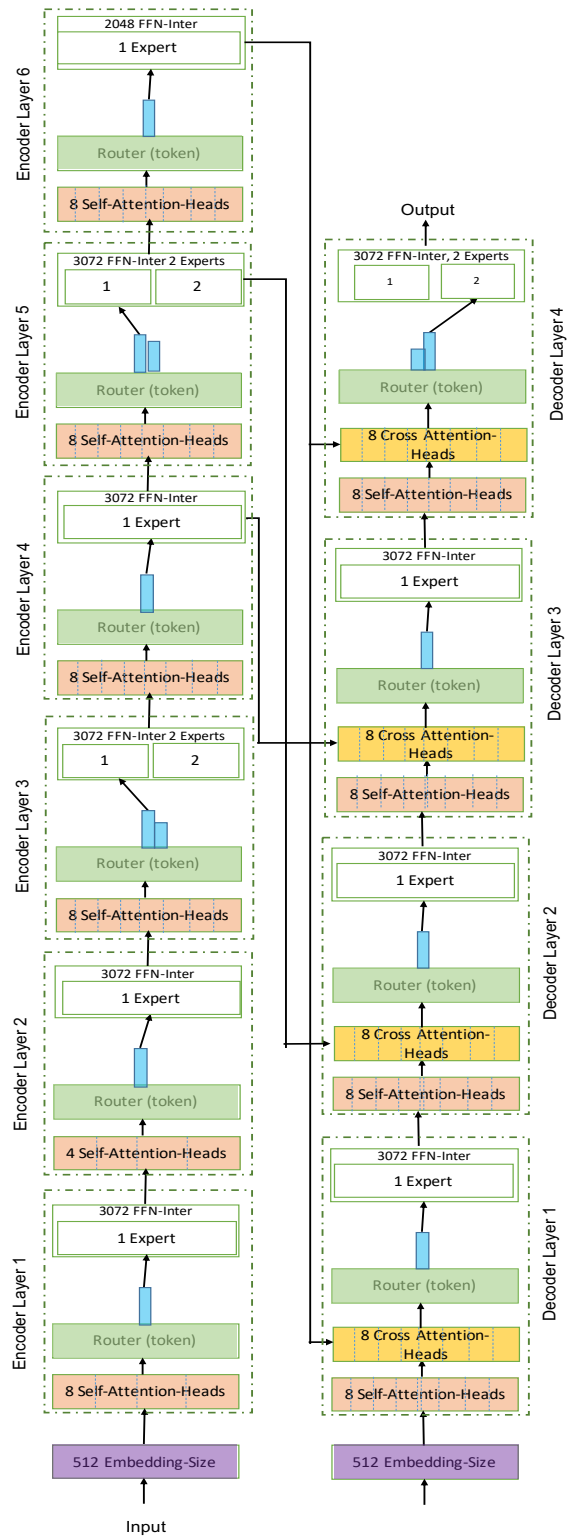 2048 FFN-Inter
1 Expert
Router (token)
8 Self-Attention-Heads
Encoder Layer 6
3072 FFN-Inter 2 Experts
1
2
Router (token)
8 Self-Attention-Heads
Encoder Layer 5
3072 FFN-Inter
1 Expert
Router (token)
8 Self-Attention-Heads
Encoder Layer 4
3072 FFN-Inter 2 Experts
1
2
Router (token)
8 Self-Attention-Heads
Encoder Layer 3
3072 FFN-Inter
1 Expert
Router (token)
4 Self-Attention-Heads
Encoder Layer 2
3072 FFN-Inter
1 Expert
Router (token)
8 Self-Attention-Heads
Encoder Layer 1
512 Embedding-Size
Input
Output
3072 FFN-Inter, 2 Experts
1
2
Router (token)
8 Cross Attention-
Heads
8 Self-Attention-Heads
Decoder Layer 4
3072 FFN-Inter
1 Expert
Router (token)
8 Cross Attention-
Heads
8 Self-Attention-Heads
Decoder Layer 3
3072 FFN-Inter
1 Expert
Router (token)
8 Cross Attention-
Heads
8 Self-Attention-Heads
Decoder Layer 2
3072 FFN-Inter
1 Expert
Router (token)
8 Cross Attention-
Heads
8 Self-Attention-Heads
Decoder Layer 1
512 Embedding-Size